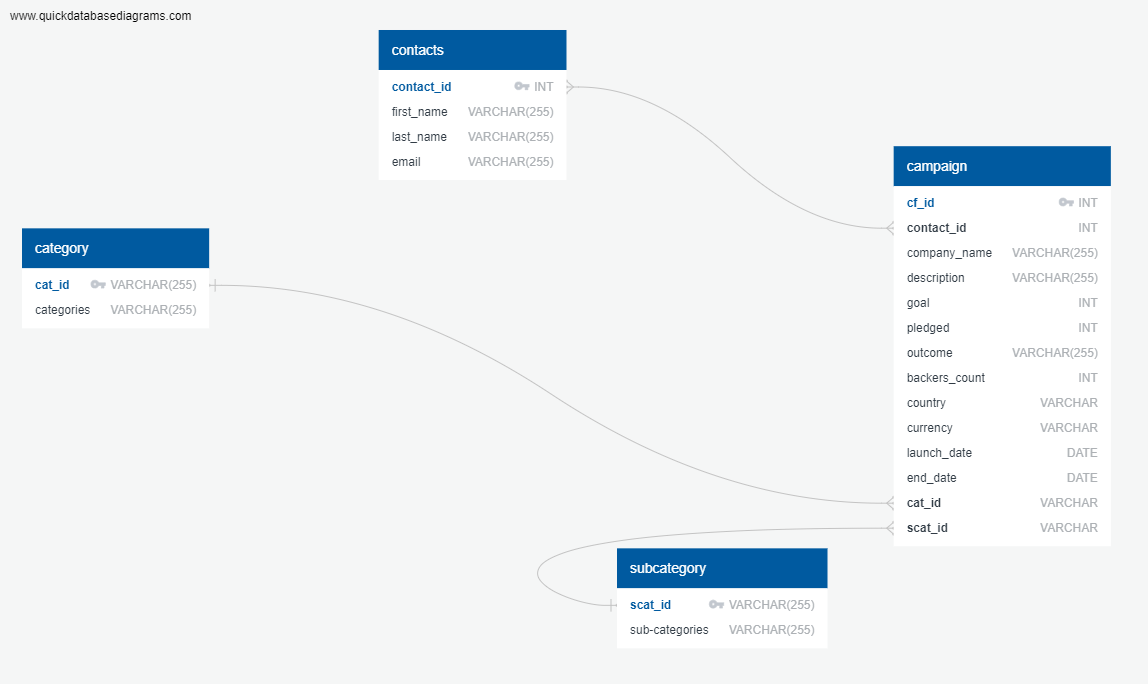 www.quickdatabasediagrams.com
contacts
contact_id INT
first_name VARCHAR(255)
last_name VARCHAR(255)
email VARCHAR(255)
campaign
cf_id INT
contact_id INT
company_name VARCHAR(255)
description VARCHAR(255)
goal INT
pledged INT
outcome VARCHAR(255)
backers_count INT
country VARCHAR
currency VARCHAR
launch_date DATE
end_date DATE
cat_id VARCHAR
scat_id VARCHAR
category
cat_id VARCHAR(255)
categories VARCHAR(255)
subcategory
scat_id VARCHAR(255)
sub-categories VARCHAR(255)